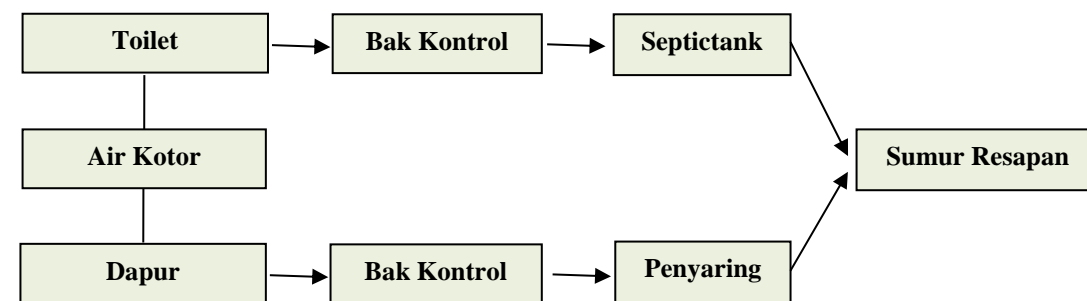 Toilet
Bak Kontrol
Septictank
Air Kotor
Sumur Resapan
Dapur
Bak Kontrol
Penyaring